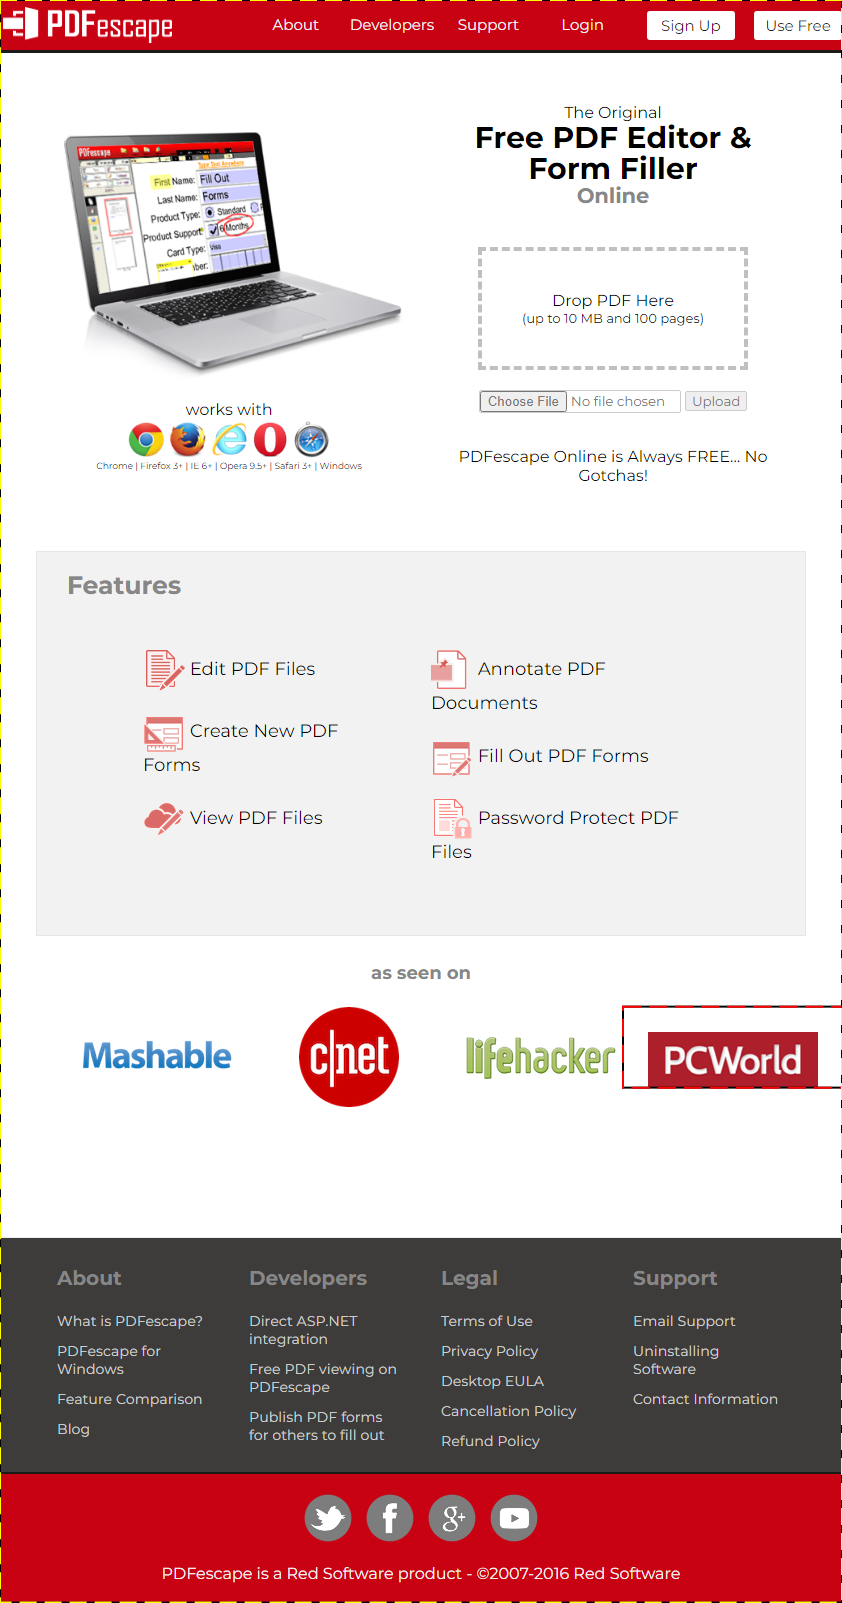 PDFescape
About Developers Support Login Sign Up Use Free
The Original
Free PDF Editor &
Form Filler
Online
PDFescape
Type Text Anywhere
First Name: Fill Out
Last Name: Forms
Product Type: Standard
Product Support: 6 Months
Card Type: Visa
Drop PDF Here
(up to 10 MB and 100 pages)
Choose File No file chosen Upload
works with
Chrome | Firefox 3+ | IE 6+ | Opera 9.5+ | Safari 3+ | Windows
PDFescape Online is Always FREE... No
Gotchas!
Features
Edit PDF Files
Create New PDF
Forms
View PDF Files
Annotate PDF
Documents
Fill Out PDF Forms
Password Protect PDF
Files
as seen on
Mashable
c|net
lifehacker
PCWorld
About
What is PDFescape?
PDFescape for
Windows
Feature Comparison
Blog
Developers
Direct ASP.NET
integration
Free PDF viewing on
PDFescape
Publish PDF forms
for others to fill out
Legal
Terms of Use
Privacy Policy
Desktop EULA
Cancellation Policy
Refund Policy
Support
Email Support
Uninstalling
Software
Contact Information
PDFescape is a Red Software product - ©2007-2016 Red Software